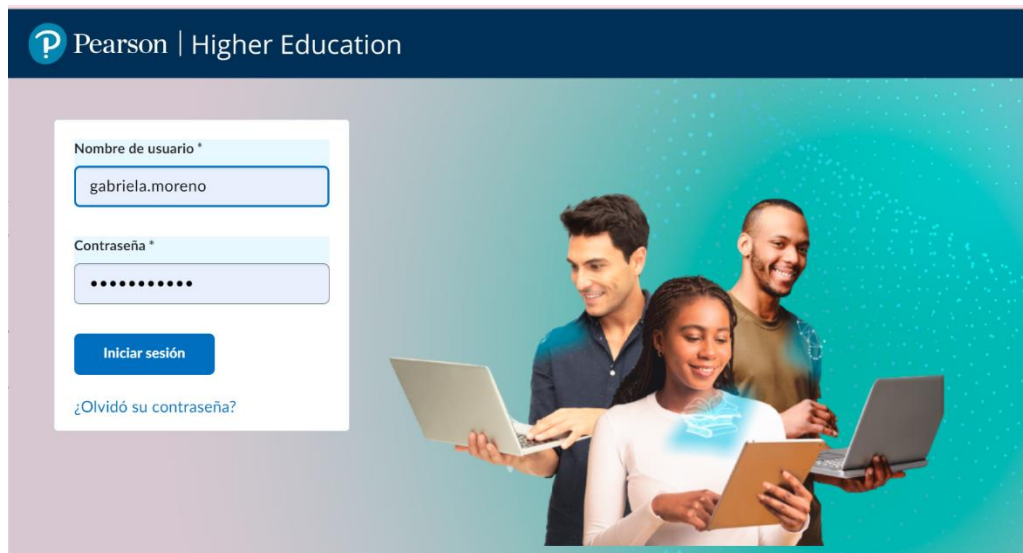 Pearson | Higher Education
Nombre de usuario *
gabriela.moreno
Contraseña *
•••••••••••
Iniciar sesión
¿Olvidó su contraseña?